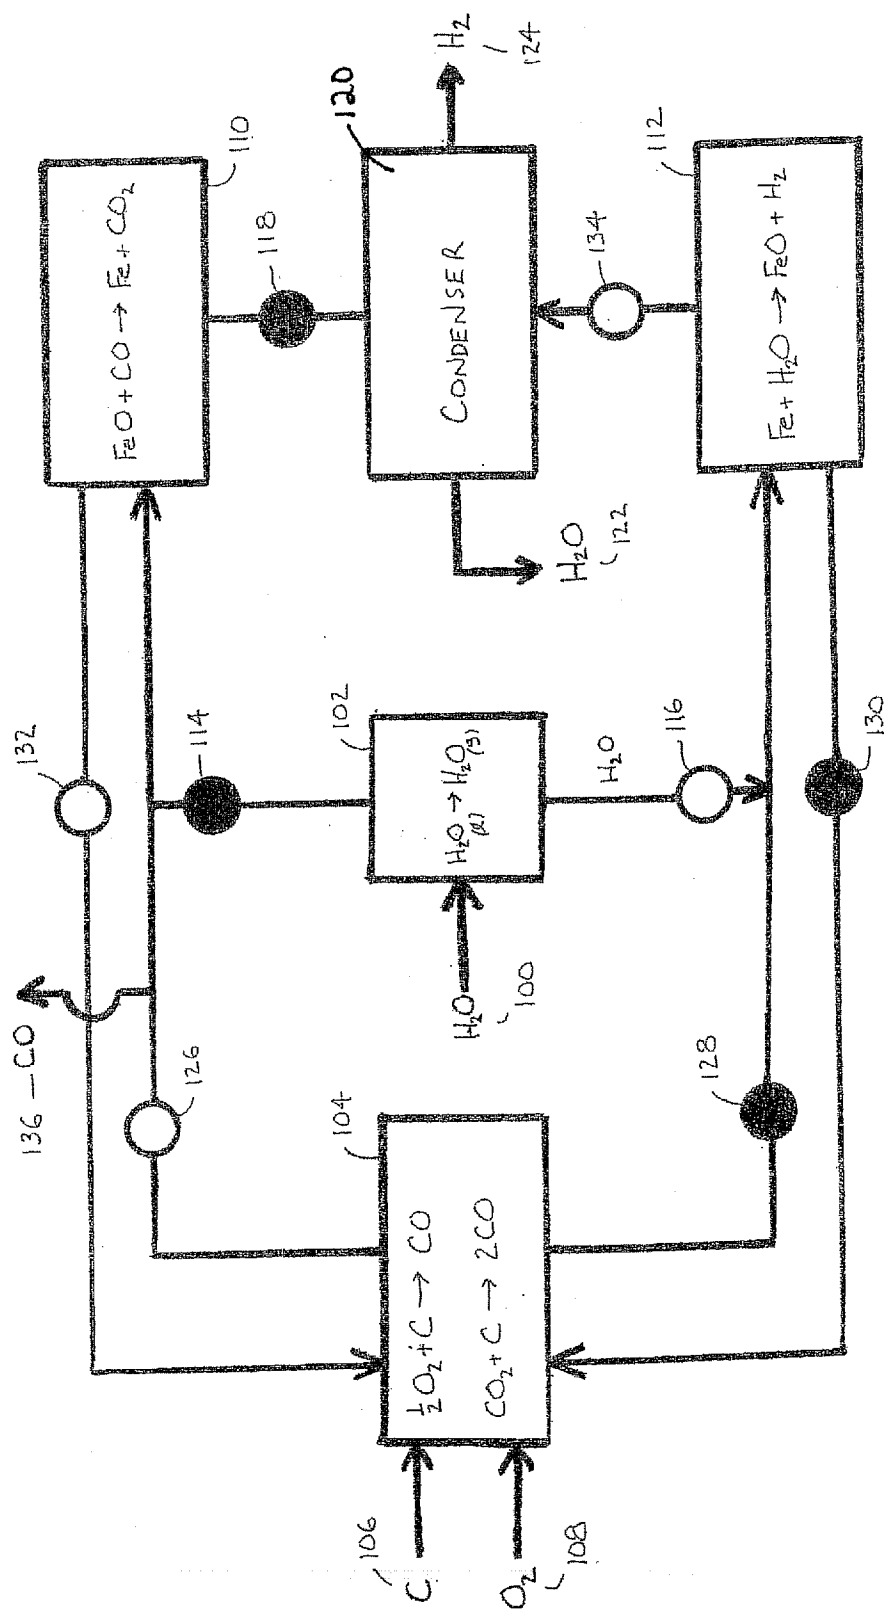 136 — CO
132
126
114
FeO + CO → Fe + CO2
110
118
104
½O2 + C → CO
CO2 + C → 2CO
106
C
O2
108
H2O
100
102
H2O(l) → H2O(g)
H2O
116
CONDENSER
120
H2
124
H2O
122
134
128
130
Fe + H2O → FeO + H2
112